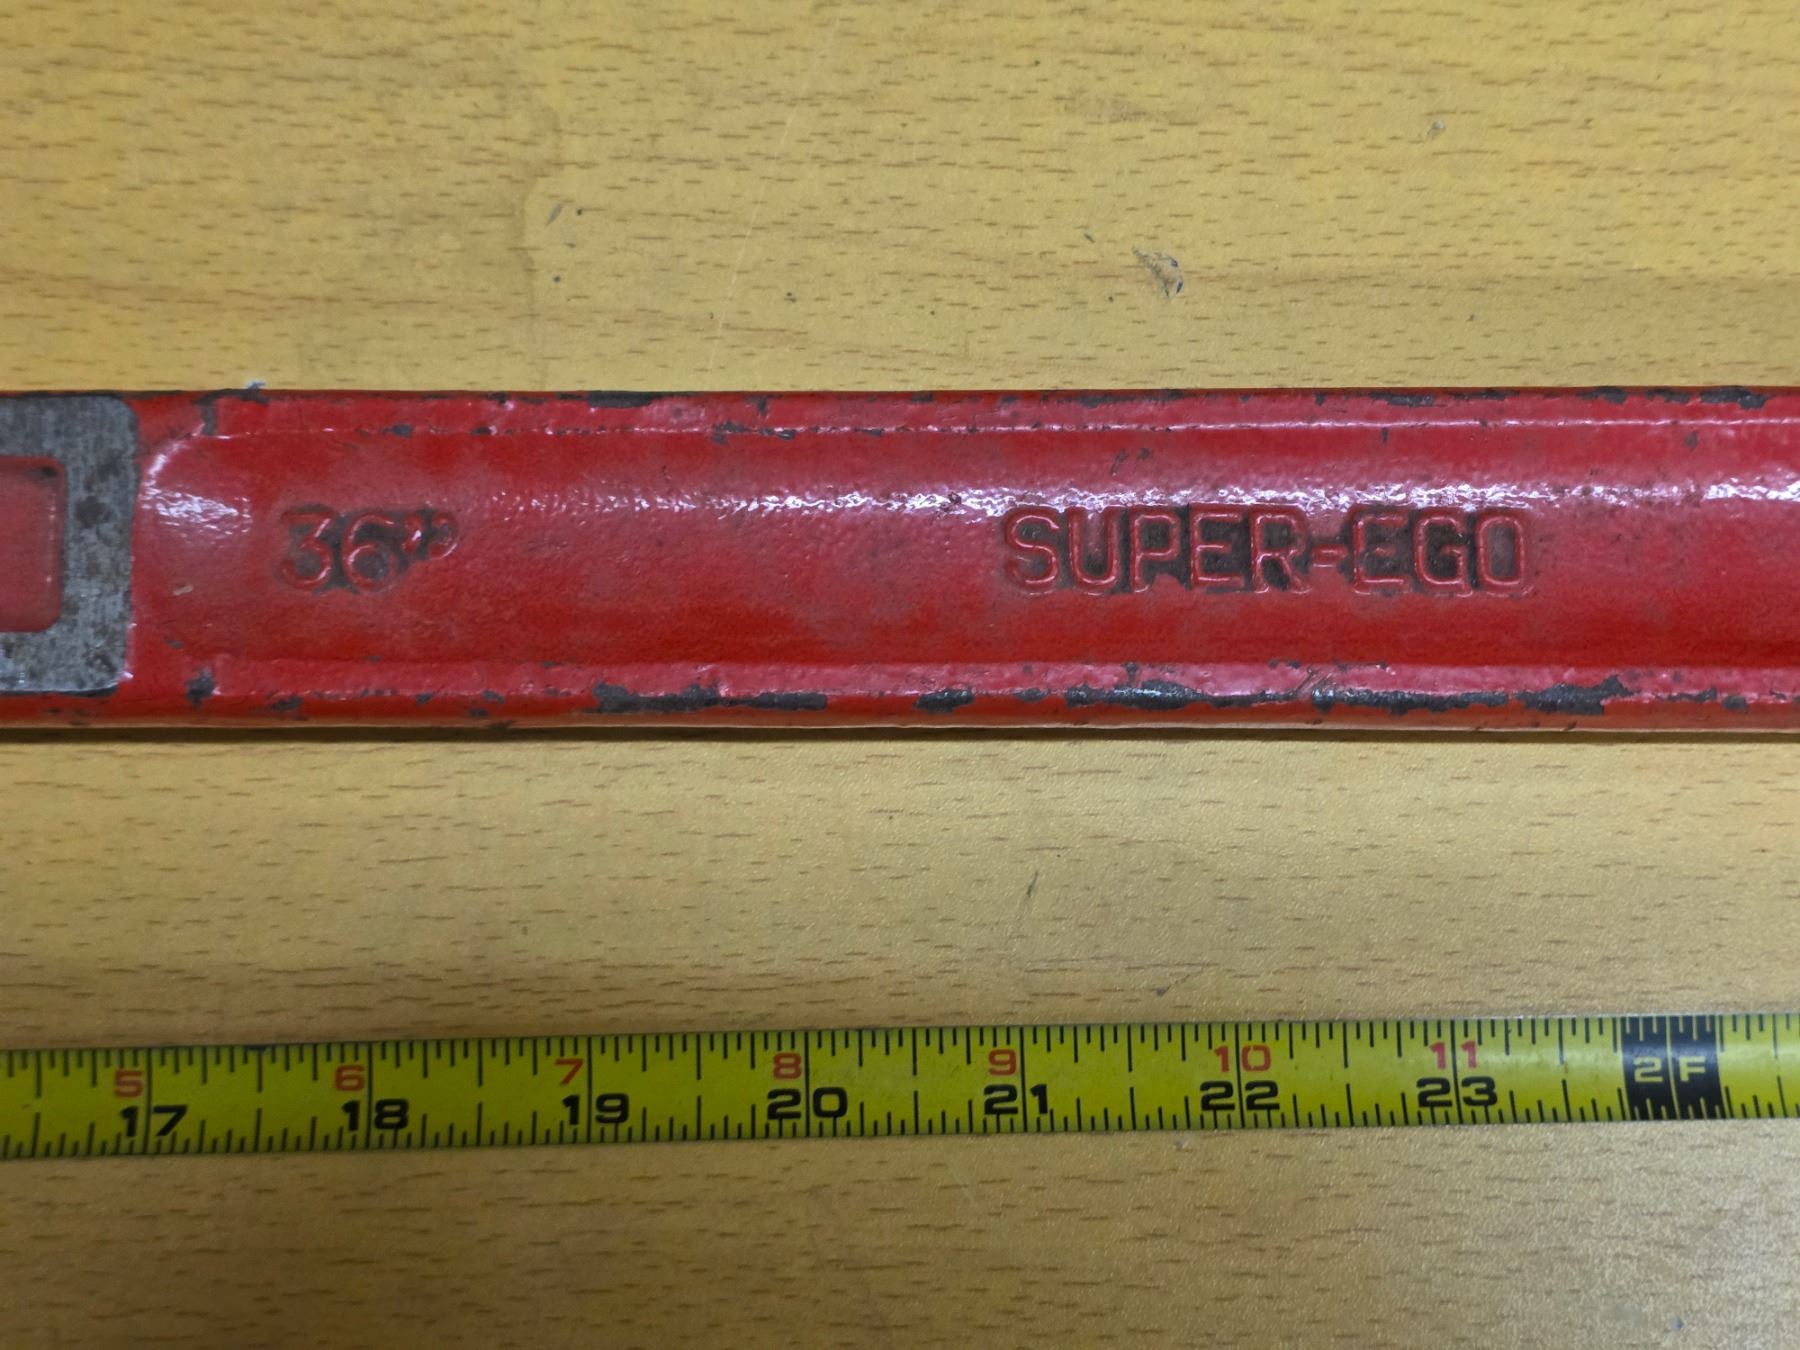 36"
SUPER-EGO
5 6 7 8 9 10 11
17 18 19 20 21 22 23 2F